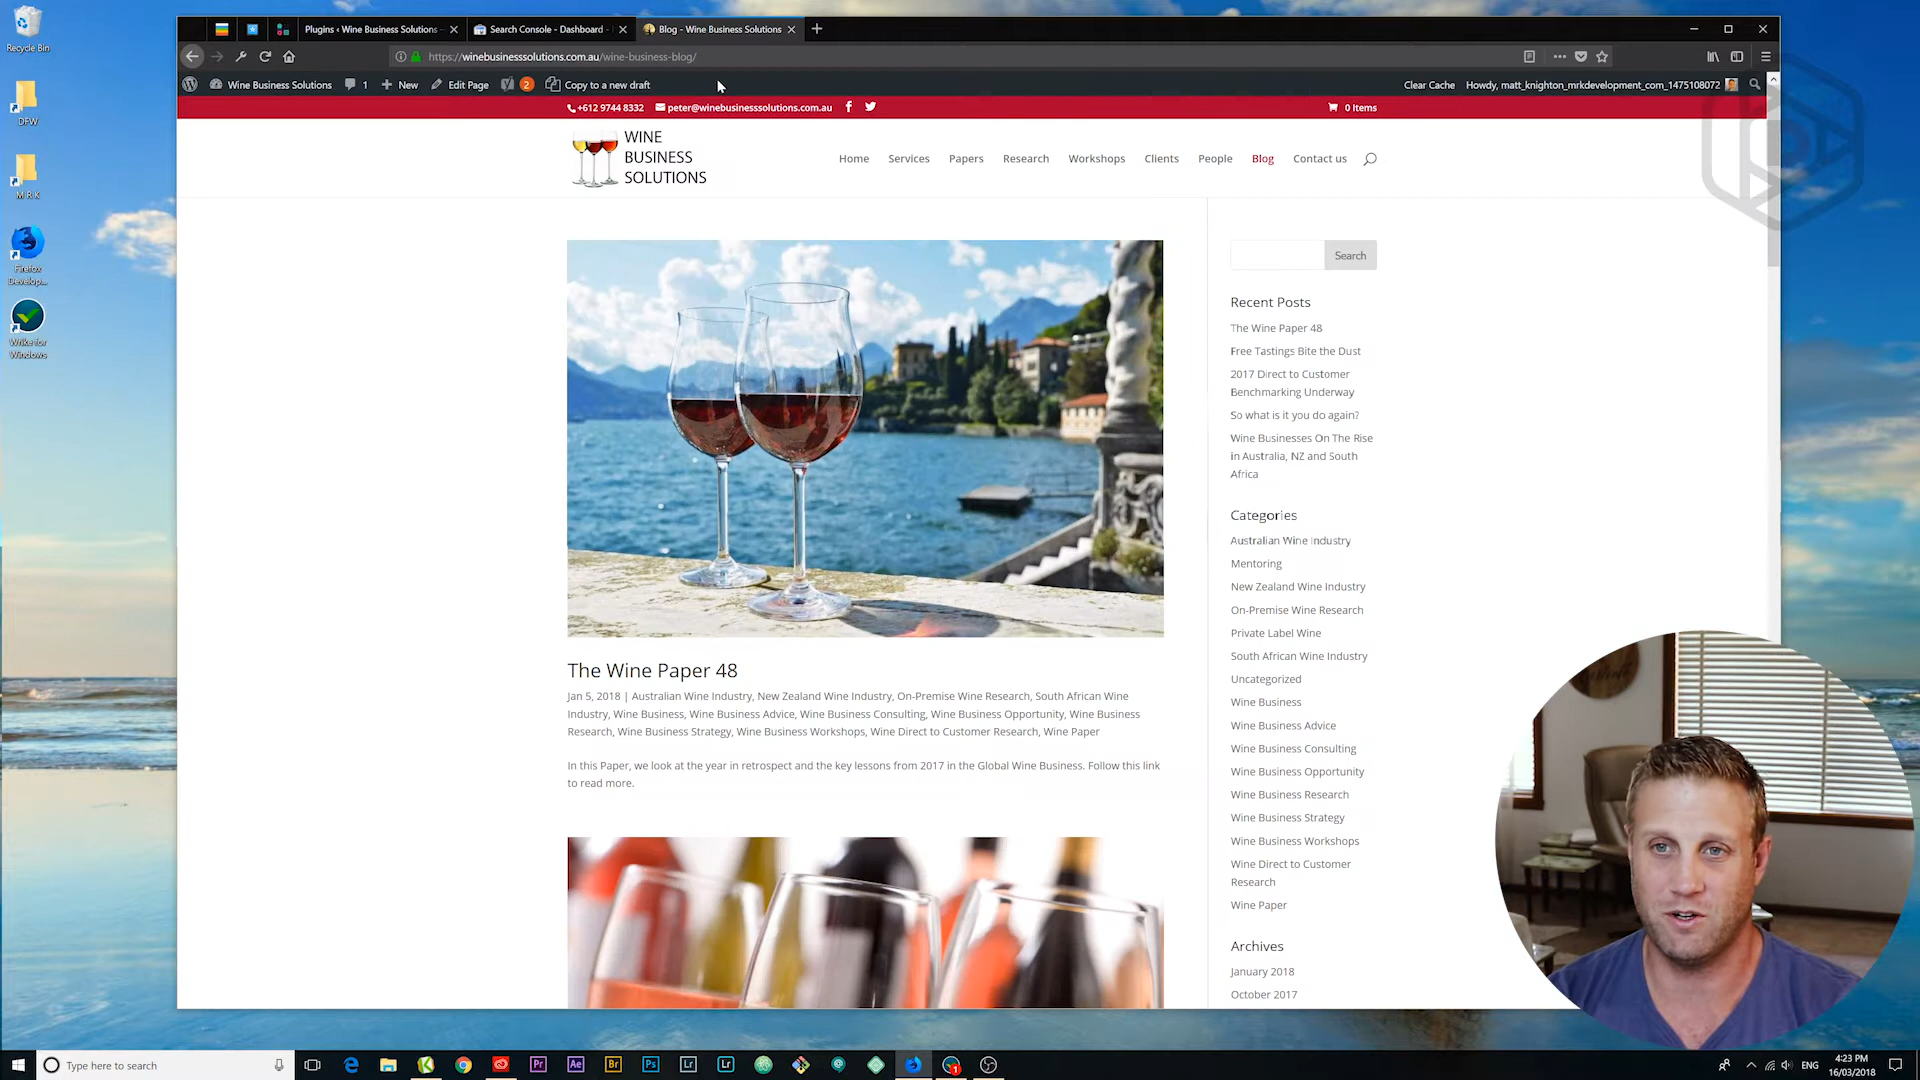 Recycle Bin
DFW
M R K
Firefox
Develop...
Wrike for
Windows
Plugins ‹ Wine Business Solutions
Search Console - Dashboard
Blog - Wine Business Solutions
https://winebusinesssolutions.com.au/wine-business-blog/
Wine Business Solutions 1 New Edit Page 2 Copy to a new draft
Clear Cache Howdy, matt_knighton_mrkdevelopment_com_1475108072
+612 9744 8332 peter@winebusinesssolutions.com.au 0 Items
WINE
BUSINESS
SOLUTIONS
Home Services Papers Research Workshops Clients People Blog Contact us
The Wine Paper 48
Jan 5, 2018 | Australian Wine Industry, New Zealand Wine Industry, On-Premise Wine Research, South African Wine
Industry, Wine Business, Wine Business Advice, Wine Business Consulting, Wine Business Opportunity, Wine Business
Research, Wine Business Strategy, Wine Business Workshops, Wine Direct to Customer Research, Wine Paper
In this Paper, we look at the year in retrospect and the key lessons from 2017 in the Global Wine Business. Follow this link
to read more.
Search
Recent Posts
The Wine Paper 48
Free Tastings Bite the Dust
2017 Direct to Customer
Benchmarking Underway
So what is it you do again?
Wine Businesses On The Rise
in Australia, NZ and South
Africa
Categories
Australian Wine Industry
Mentoring
New Zealand Wine Industry
On-Premise Wine Research
Private Label Wine
South African Wine Industry
Uncategorized
Wine Business
Wine Business Advice
Wine Business Consulting
Wine Business Opportunity
Wine Business Research
Wine Business Strategy
Wine Business Workshops
Wine Direct to Customer
Research
Wine Paper
Archives
January 2018
October 2017
Type here to search
Pr Ae Br Ps Lr Lr
1
ENG
4:23 PM
16/03/2018